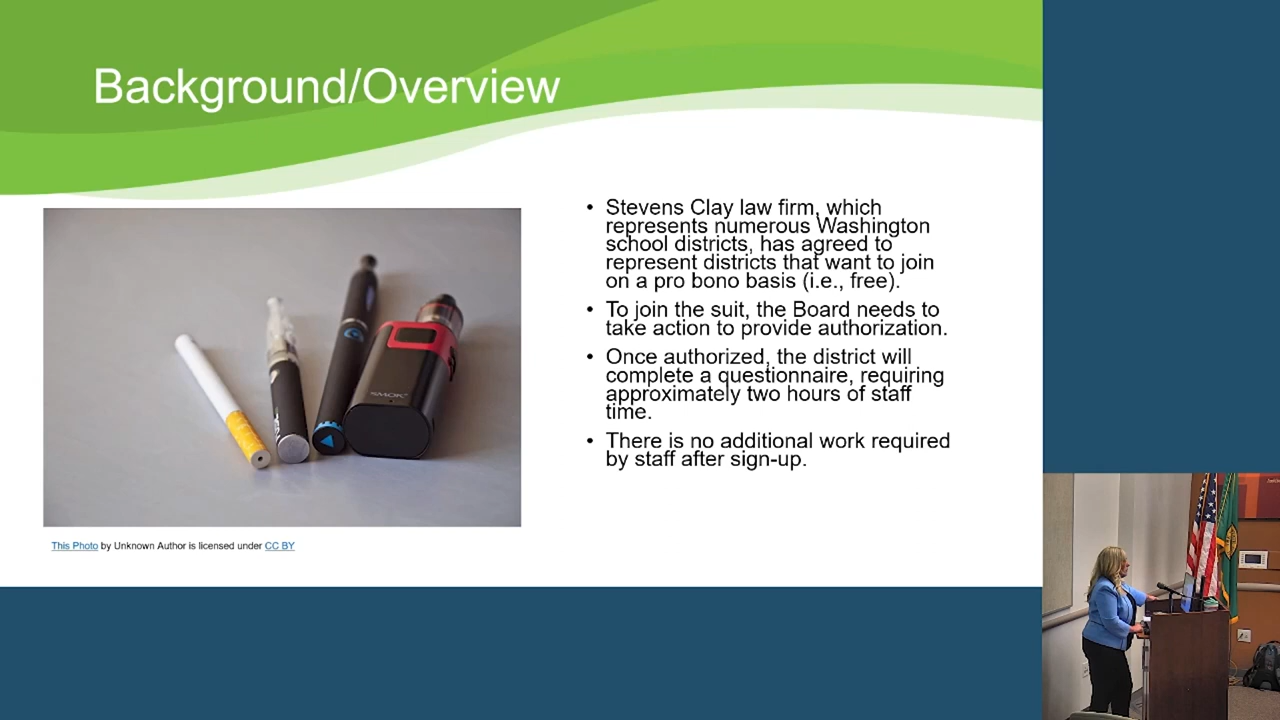 Background/Overview
• Stevens Clay law firm, which
represents numerous Washington
school districts, has agreed to
represent districts that want to join
on a pro bono basis (i.e., free).
• To join the suit, the Board needs to
take action to provide authorization.
• Once authorized, the district will
complete a questionnaire, requiring
approximately two hours of staff
time.
• There is no additional work required
by staff after sign-up.
SMOK
This Photo by Unknown Author is licensed under CC BY